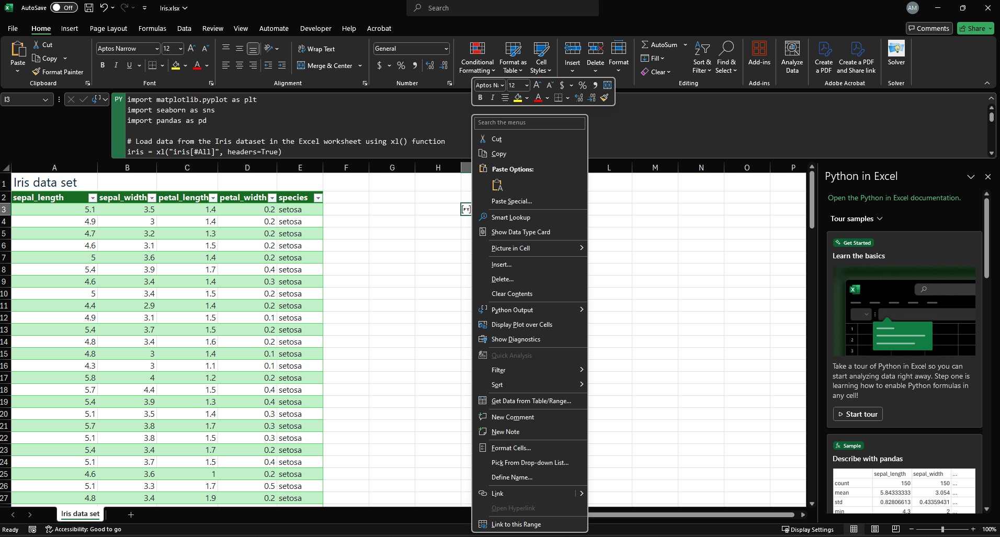 AutoSave Off Iris.xlsx Search AM
File Home Insert Page Layout Formulas Data Review View Automate Developer Help Acrobat Comments Share
Paste Cut Copy Format Painter Clipboard
Aptos Narrow 12 B I U Font
Wrap Text Merge & Center Alignment
General $ % Number
Conditional Formatting Format as Table Cell Styles
Insert Delete Format
AutoSum Fill Clear Sort & Filter Find & Select Editing
Add-ins Add-ins
Analyze Data
Create a PDF Create a PDF and Share link Adobe Acrobat
Solver Solver
I3
PY import matplotlib.pyplot as plt
import seaborn as sns
import pandas as pd
# Load data from the Iris dataset in the Excel worksheet using xl() function
iris = xl("iris[#All]", headers=True)
Aptos Na 12 $ %
B I A
A B C D E F G H L M N O P
1 Iris data set
2 sepal_length sepal_width petal_length petal_width species
3 5.1 3.5 1.4 0.2 setosa [PY]
4 4.9 3 1.4 0.2 setosa
5 4.7 3.2 1.3 0.2 setosa
6 4.6 3.1 1.5 0.2 setosa
7 5 3.6 1.4 0.2 setosa
8 5.4 3.9 1.7 0.4 setosa
9 4.6 3.4 1.4 0.3 setosa
10 5 3.4 1.5 0.2 setosa
11 4.4 2.9 1.4 0.2 setosa
12 4.9 3.1 1.5 0.1 setosa
13 5.4 3.7 1.5 0.2 setosa
14 4.8 3.4 1.6 0.2 setosa
15 4.8 3 1.4 0.1 setosa
16 4.3 3 1.1 0.1 setosa
17 5.8 4 1.2 0.2 setosa
18 5.7 4.4 1.5 0.4 setosa
19 5.4 3.9 1.3 0.4 setosa
20 5.1 3.5 1.4 0.3 setosa
21 5.7 3.8 1.7 0.3 setosa
22 5.1 3.8 1.5 0.3 setosa
23 5.4 3.4 1.7 0.2 setosa
24 5.1 3.7 1.5 0.4 setosa
25 4.6 3.6 1 0.2 setosa
26 5.1 3.3 1.7 0.5 setosa
27 4.8 3.4 1.9 0.2 setosa
Search the menus
Cut
Copy
Paste Options:
Paste Special...
Smart Lookup
Show Data Type Card
Picture in Cell
Insert...
Delete...
Clear Contents
Python Output
Display Plot over Cells
Show Diagnostics
Quick Analysis
Filter
Sort
Get Data from Table/Range...
New Comment
New Note
Format Cells...
Pick From Drop-down List...
Define Name...
Link
Open Hyperlink
Link to this Range
Python in Excel
Open the Python in Excel documentation.
Tour samples
Get Started
Learn the basics
1
2
3
Take a tour of Python in Excel so you can
start analyzing data right away. Step one is
learning how to enable Python formulas in
any cell!
Start tour
Sample
Describe with pandas
sepal_length sepal_width ...
count 150 150 ...
mean 5.84333333 3.054 ...
std 0.82806613 0.43359431 ...
min 4.3 2 ...
Iris data set
Ready Accessibility: Good to go Display Settings 100%